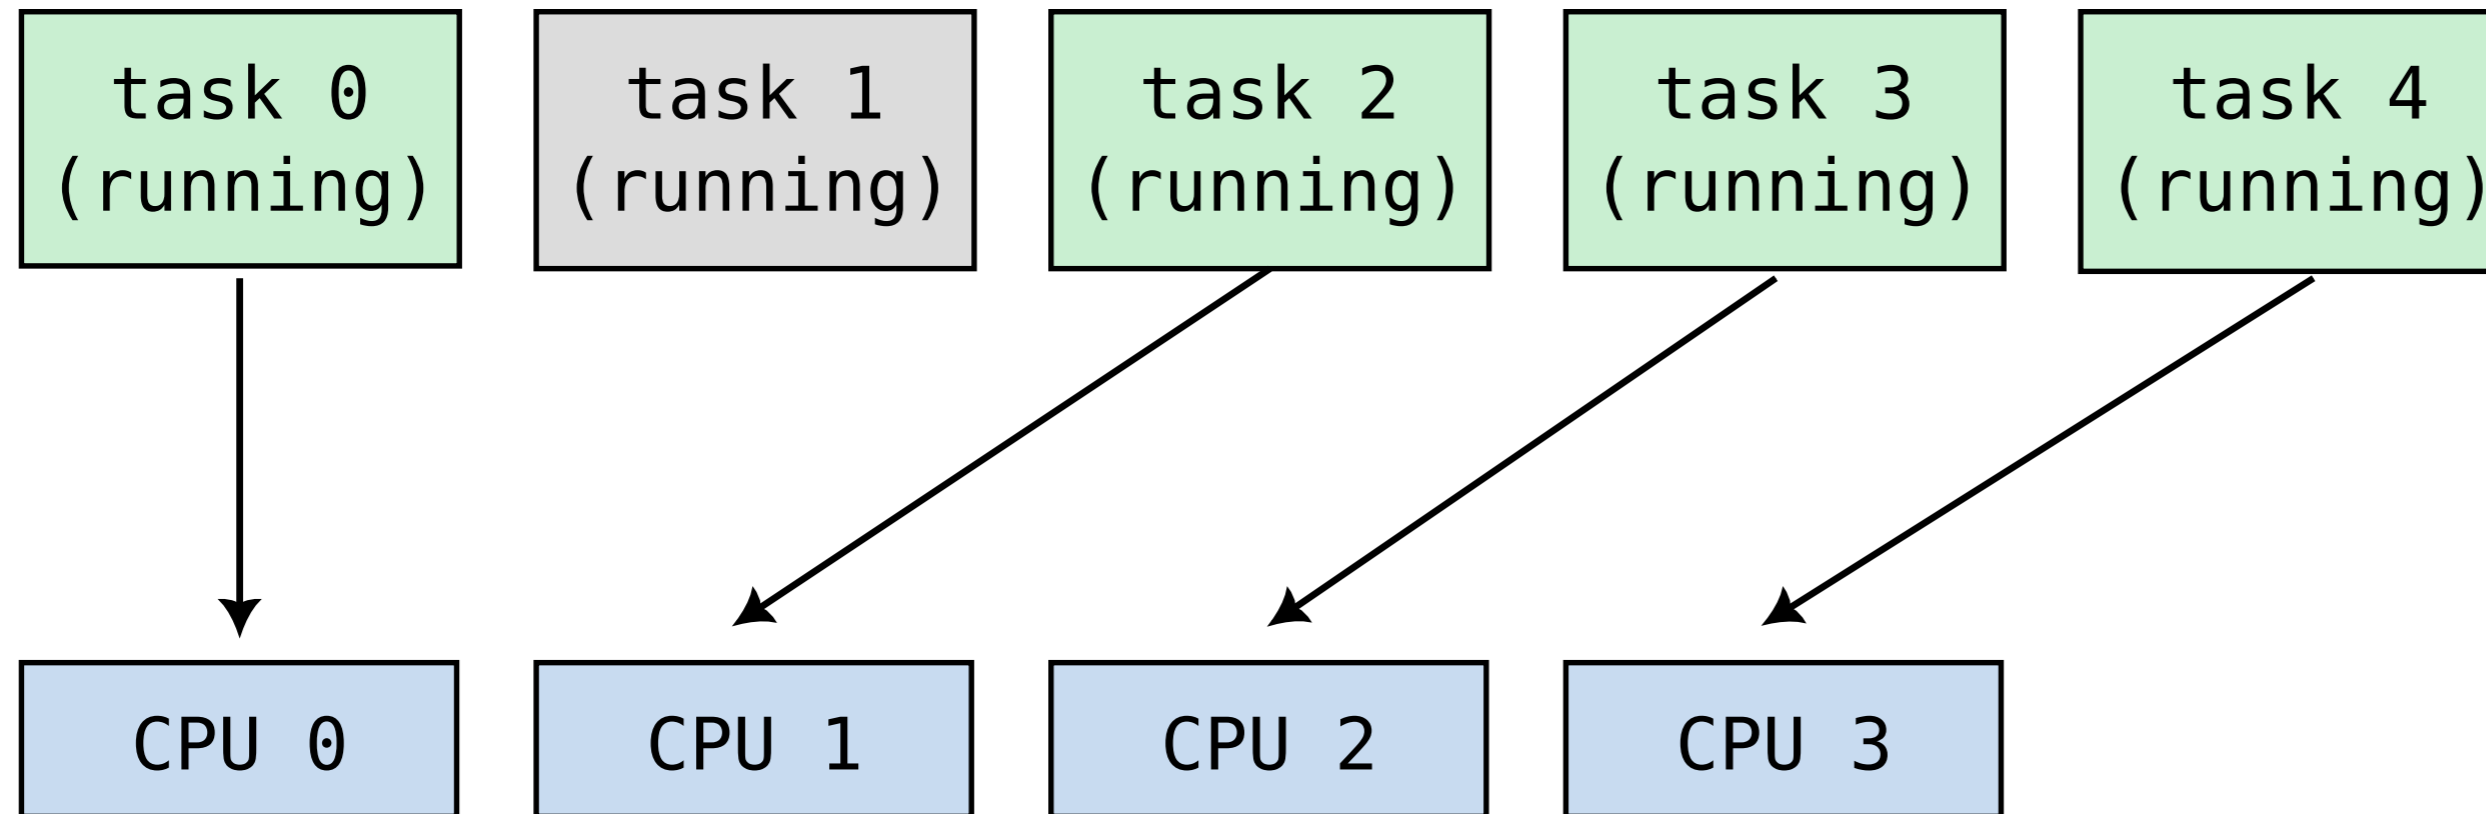 task 0
(running)
task 1
(running)
task 2
(running)
task 3
(running)
task 4
(running)
CPU 0
CPU 1
CPU 2
CPU 3